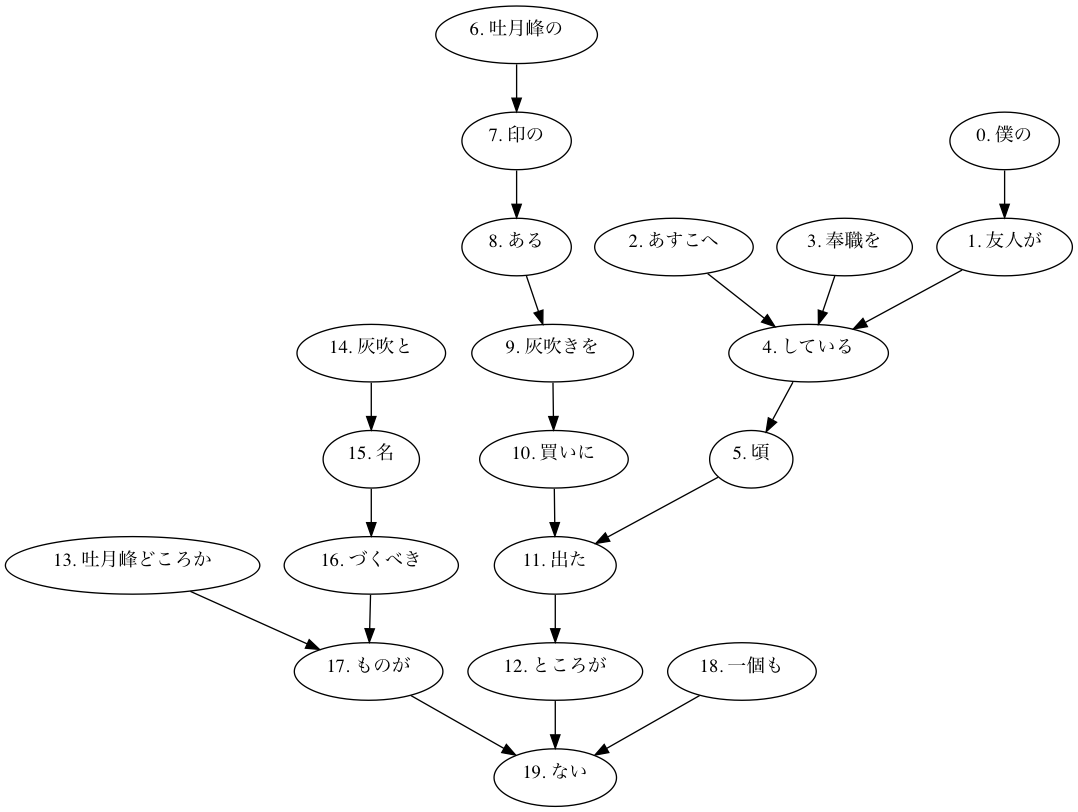 6. 吐月峰の
7. 印の
0. 僕の
8. ある
2. あすこへ
3. 奉職を
1. 友人が
14. 灰吹と
9. 灰吹きを
4. している
15. 名
10. 買いに
5. 頃
13. 吐月峰どころか
16. づくべき
11. 出た
17. ものが
12. ところが
18. 一個も
19. ない